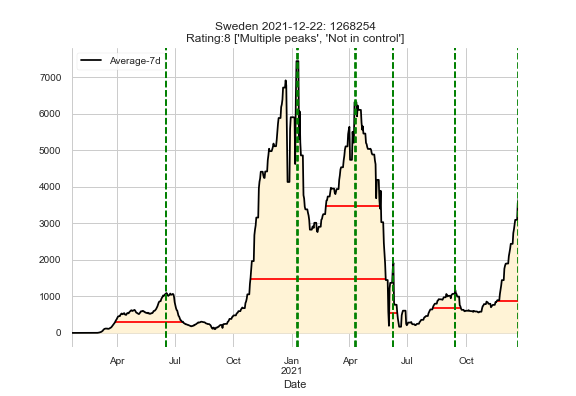 Sweden 2021-12-22: 1268254
Rating:8 ['Multiple peaks', 'Not in control']
Average-7d
7000
6000
5000
4000
3000
2000
1000
0
Apr Jul Oct Jan Apr Jul Oct
2021
Date